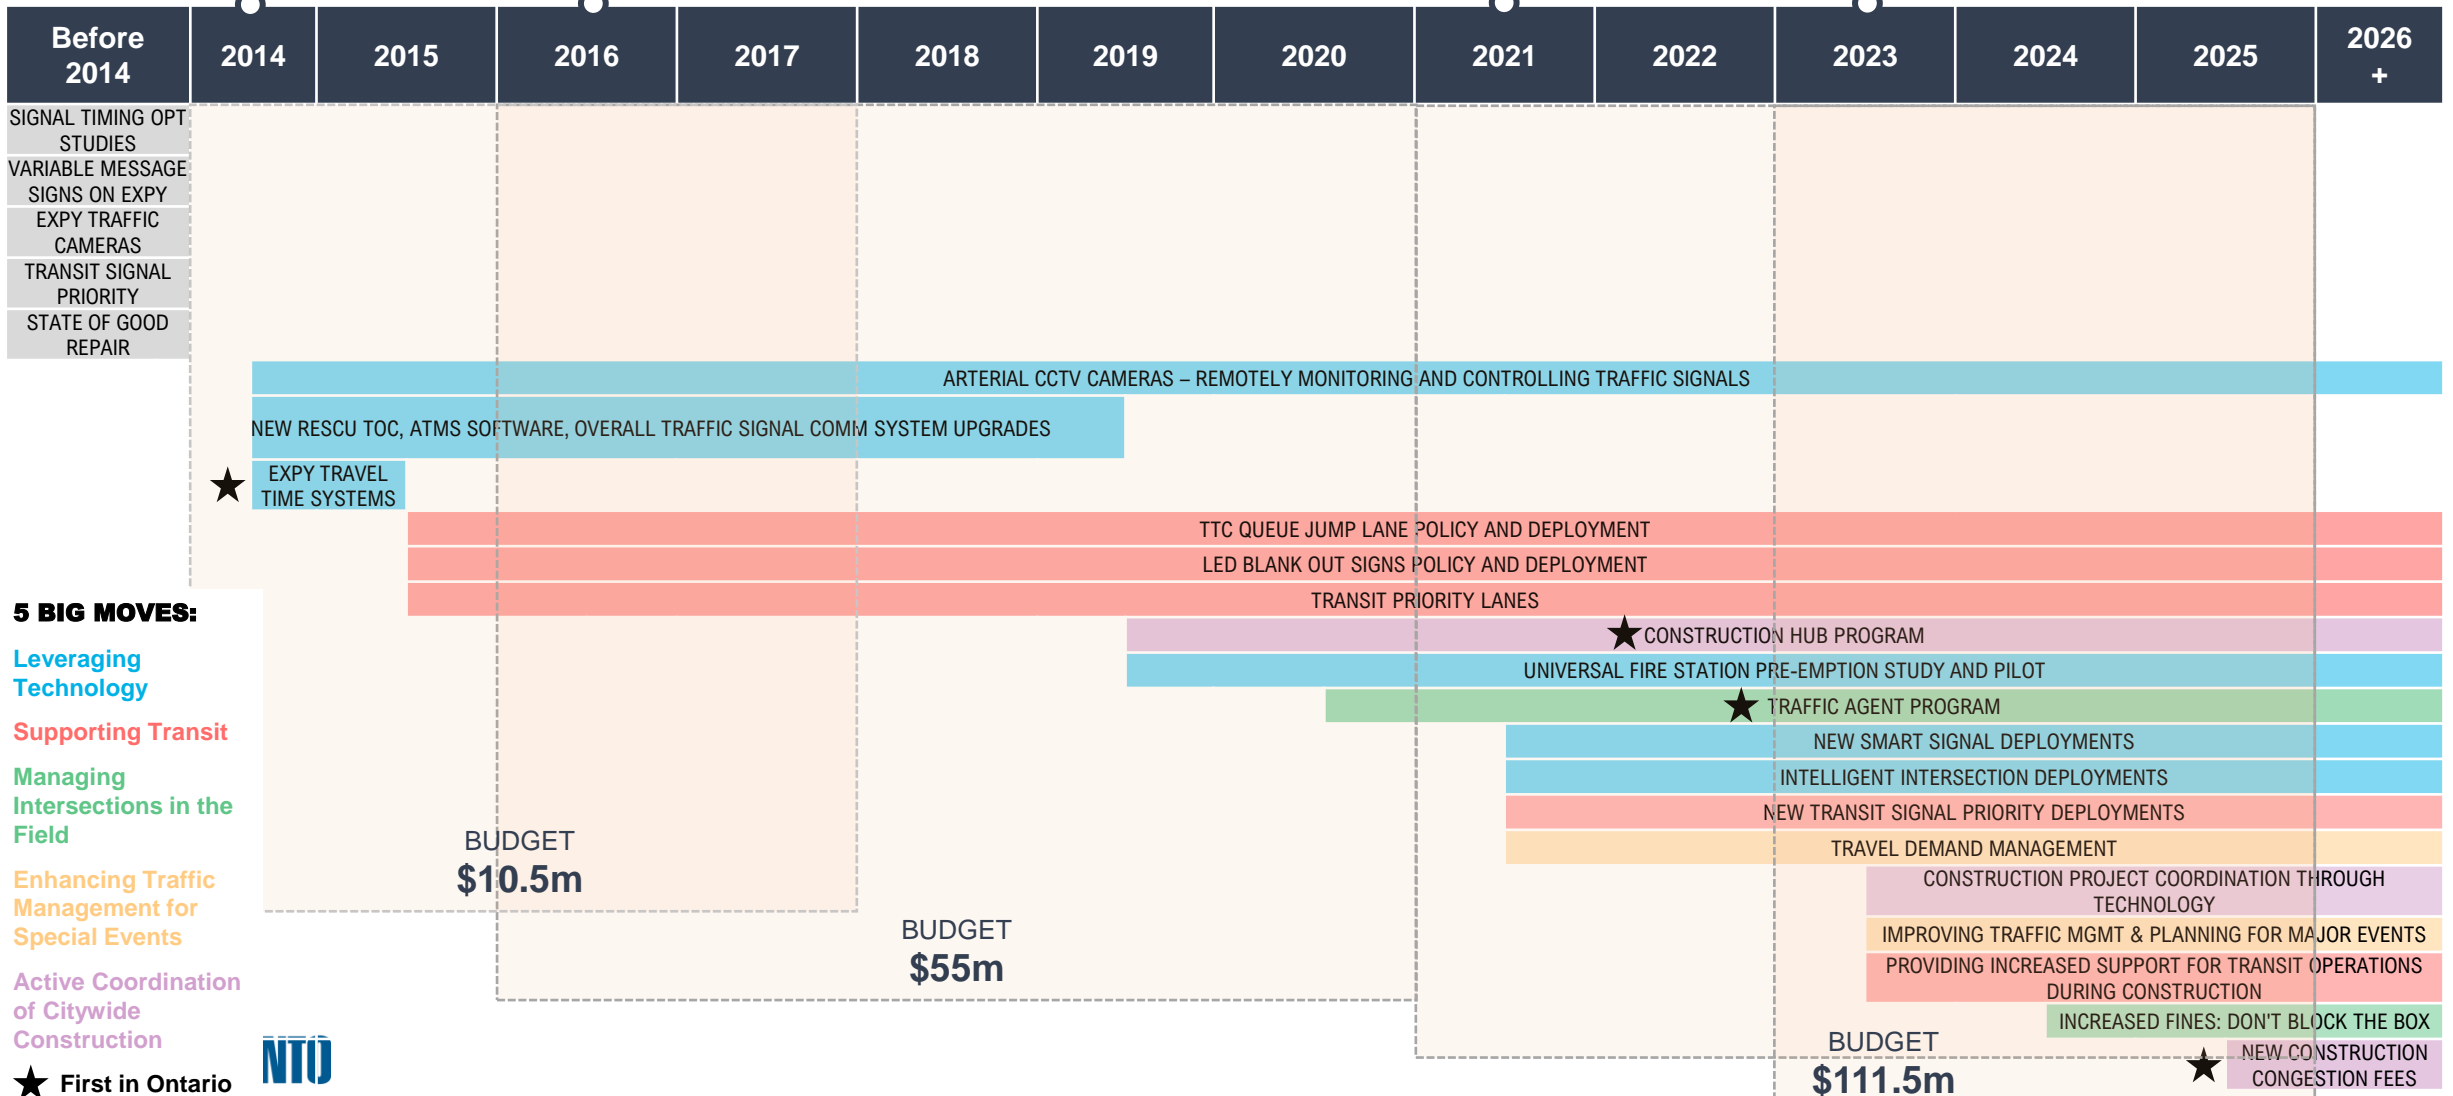 Before
2014
2014
2015
2016
2017
2018
2019
2020
2021
2022
2023
2024
2025
2026
+
SIGNAL TIMING OPT
STUDIES
VARIABLE MESSAGE
SIGNS ON EXPY
EXPY TRAFFIC
CAMERAS
TRANSIT SIGNAL
PRIORITY
STATE OF GOOD
REPAIR
ARTERIAL CCTV CAMERAS – REMOTELY MONITORING AND CONTROLLING TRAFFIC SIGNALS
NEW RESCU TOC, ATMS SOFTWARE, OVERALL TRAFFIC SIGNAL COMM SYSTEM UPGRADES
EXPY TRAVEL
TIME SYSTEMS
TTC QUEUE JUMP LANE POLICY AND DEPLOYMENT
LED BLANK OUT SIGNS POLICY AND DEPLOYMENT
TRANSIT PRIORITY LANES
CONSTRUCTION HUB PROGRAM
UNIVERSAL FIRE STATION PRE-EMPTION STUDY AND PILOT
TRAFFIC AGENT PROGRAM
NEW SMART SIGNAL DEPLOYMENTS
INTELLIGENT INTERSECTION DEPLOYMENTS
NEW TRANSIT SIGNAL PRIORITY DEPLOYMENTS
TRAVEL DEMAND MANAGEMENT
CONSTRUCTION PROJECT COORDINATION THROUGH
TECHNOLOGY
IMPROVING TRAFFIC MGMT & PLANNING FOR MAJOR EVENTS
PROVIDING INCREASED SUPPORT FOR TRANSIT OPERATIONS
DURING CONSTRUCTION
INCREASED FINES: DON'T BLOCK THE BOX
NEW CONSTRUCTION
CONGESTION FEES
BUDGET
$10.5m
BUDGET
$55m
BUDGET
$111.5m
5 BIG MOVES:
Leveraging
Technology
Supporting Transit
Managing
Intersections in the
Field
Enhancing Traffic
Management for
Special Events
Active Coordination
of Citywide
Construction
First in Ontario